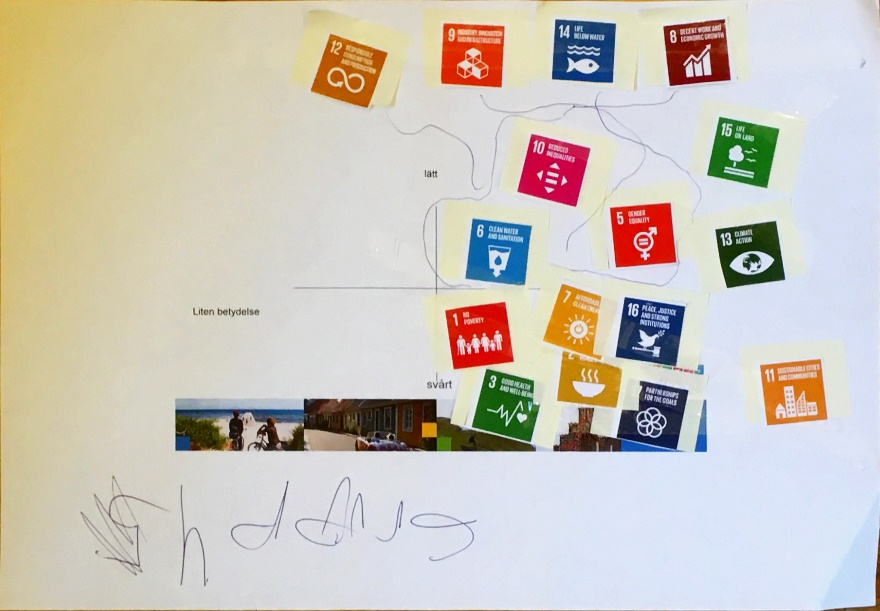 12 RESPONSIBLE
CONSUMPTION
AND PRODUCTION
9 INDUSTRY, INNOVATION
AND INFRASTRUCTURE
14 LIFE
BELOW WATER
8 DECENT WORK AND
ECONOMIC GROWTH
10 REDUCED
INEQUALITIES
15 LIFE
ON LAND
lätt
5 GENDER
EQUALITY
6 CLEAN WATER
AND SANITATION
13 CLIMATE
ACTION
Liten betydelse
1 NO
POVERTY
7
16 PEACE, JUSTICE
AND STRONG
INSTITUTIONS
svårt
3 GOOD HEALTH
AND WELL-BEING
PARTNERSHIPS
FOR THE GOALS
11 SUSTAINABLE CITIES
AND COMMUNITIES